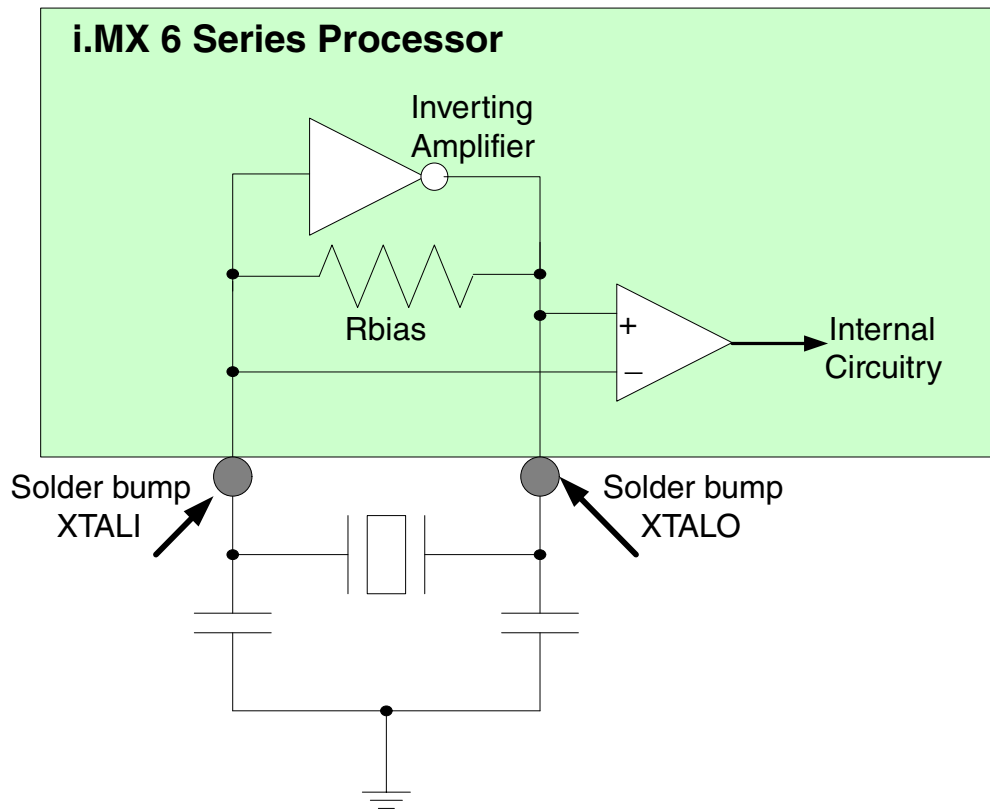 i.MX 6 Series Processor
Inverting
Amplifier
Rbias
+
–
Internal
Circuitry
Solder bump
XTALI
Solder bump
XTALO